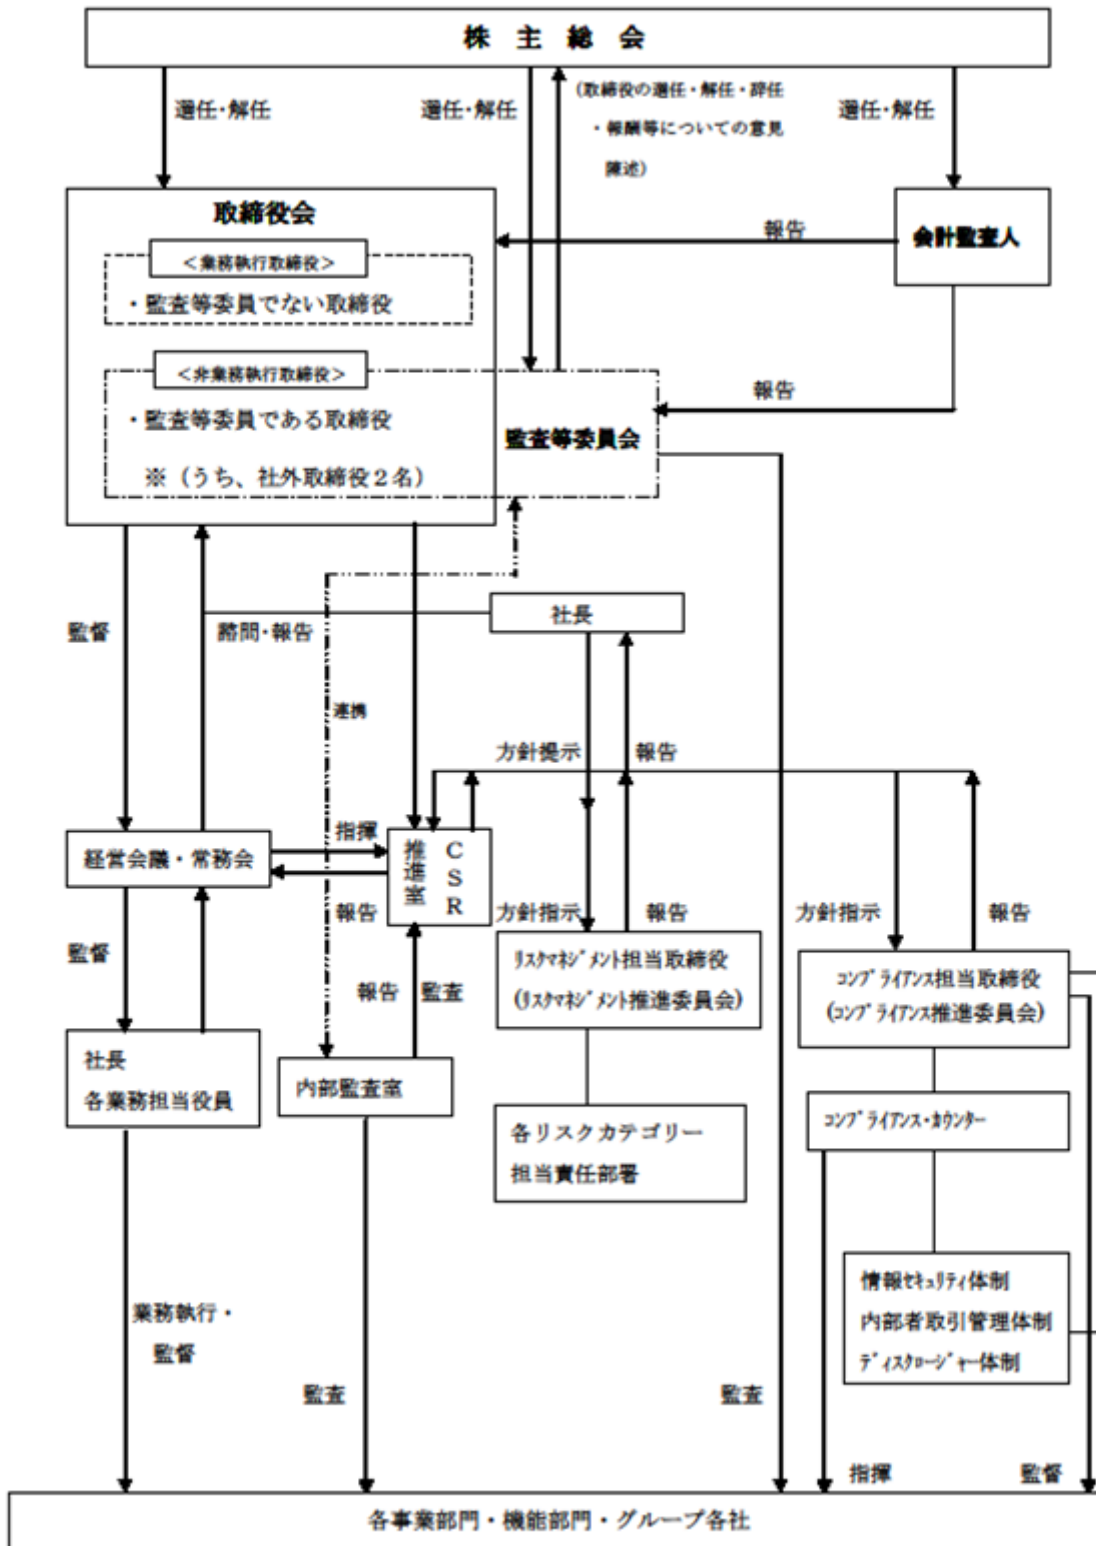 株 主 総 会
選任・解任
選任・解任
(取締役の選任・解任・辞任
・報酬等についての意見
陳述)
選任・解任
取締役会
＜業務執行取締役＞
・監査等委員でない取締役
＜非業務執行取締役＞
・監査等委員である取締役
※（うち、社外取締役２名）
監査等委員会
会計監査人
報告
報告
社長
監督
諮問・報告
連携
方針提示
報告
経営会議・常務会
指揮
報告
CSR
推進室
監督
報告
監査
方針指示
報告
方針指示
報告
ﾘｽｸﾏﾈｼﾞﾒﾝﾄ担当取締役
(ﾘｽｸﾏﾈｼﾞﾒﾝﾄ推進委員会)
ｺﾝﾌﾟﾗｲｱﾝｽ担当取締役
(ｺﾝﾌﾟﾗｲｱﾝｽ推進委員会)
社長
各業務担当役員
内部監査室
各リスクカテゴリー
担当責任部署
ｺﾝﾌﾟﾗｲｱﾝｽ・ｶｳﾝﾀｰ
情報ｾｷｭﾘﾃｨ体制
内部者取引管理体制
ﾃﾞｨｽｸﾛｰｼﾞｬｰ体制
業務執行・
監督
監査
監査
指揮
監督
各事業部門・機能部門・グループ各社